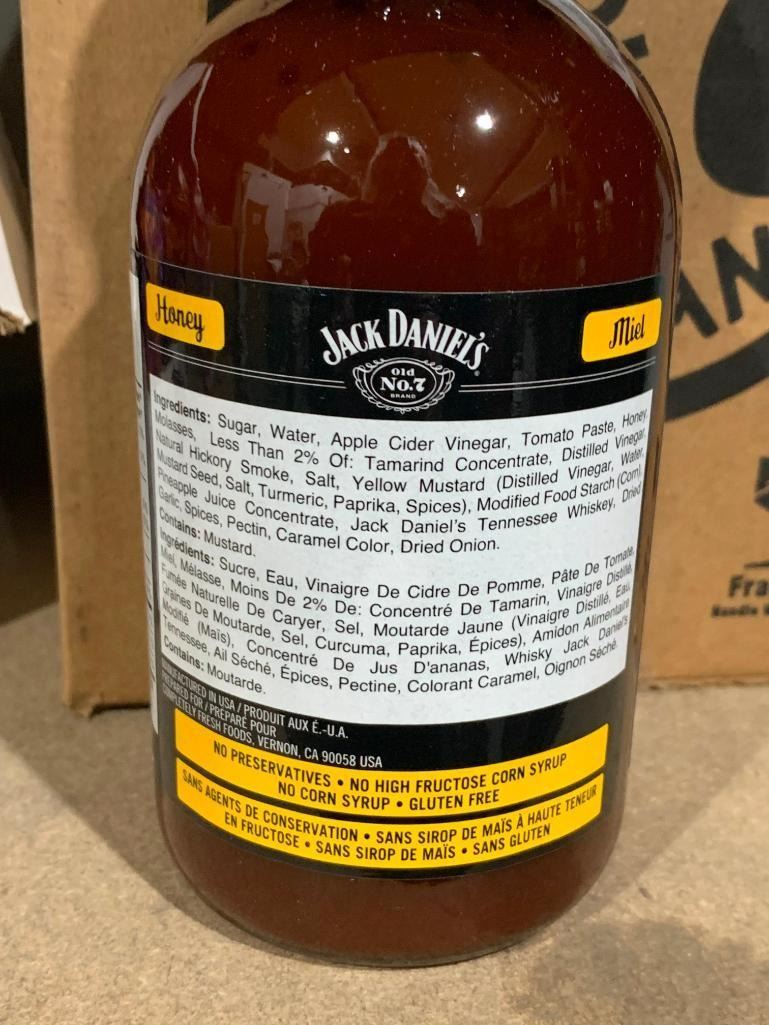 Honey
JACK DANIEL'S
Old
No.7
BRAND
Miel
Ingredients: Sugar, Water, Apple Cider Vinegar, Tomato Paste, Honey,
Molasses, Less Than 2% Of: Tamarind Concentrate, Distilled Vinegar,
Natural Hickory Smoke, Salt, Yellow Mustard (Distilled Vinegar, Water,
Mustard Seed, Salt, Turmeric, Paprika, Spices), Modified Food Starch (Corn),
Pineapple Juice Concentrate, Jack Daniel's Tennessee Whiskey, Dried
Garlic, Spices, Pectin, Caramel Color, Dried Onion.
Contains: Mustard.
Ingrédients: Sucre, Eau, Vinaigre De Cidre De Pomme, Pâte De Tomate,
Miel, Mélasse, Moins De 2% De: Concentré De Tamarin, Vinaigre Distillé,
Fumée Naturelle De Caryer, Sel, Moutarde Jaune (Vinaigre Distillé, Eau,
Graines De Moutarde, Sel, Curcuma, Paprika, Épices), Amidon Alimentaire
Modifié (Maïs), Concentré De Jus D'ananas, Whisky Jack Daniel's
Tennessee, Ail Séché, Épices, Pectine, Colorant Caramel, Oignon Séché.
Contains: Moutarde.
MANUFACTURED IN USA / PRODUIT AUX É.-U.A.
PREPARED FOR / PRÉPARÉ POUR
FRESH FOODS, VERNON, CA 90058 USA
NO PRESERVATIVES • NO HIGH FRUCTOSE CORN SYRUP
NO CORN SYRUP • GLUTEN FREE
SANS AGENTS DE CONSERVATION • SANS SIROP DE MAÏS À HAUTE TENEUR
EN FRUCTOSE • SANS SIROP DE MAÏS • SANS GLUTEN